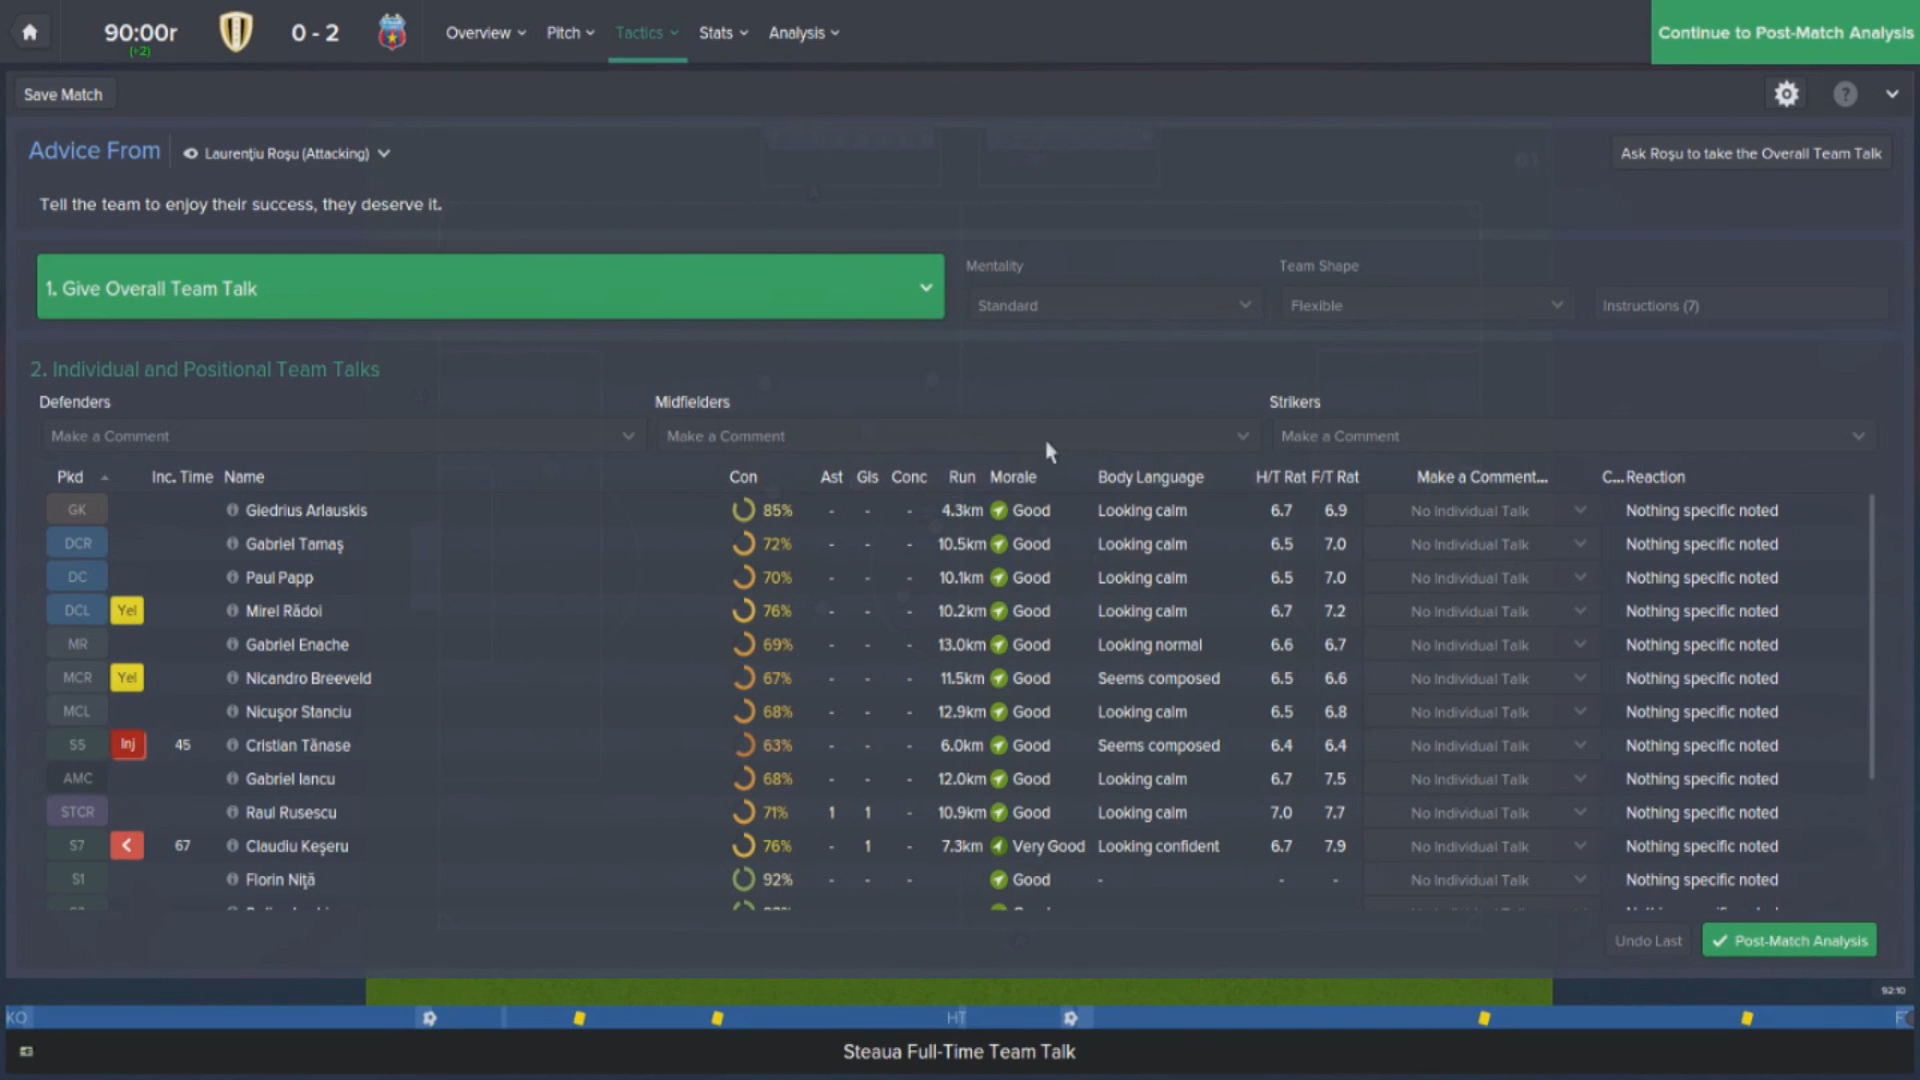 90:00r
(+2)
0 - 2
Overview
Pitch
Tactics
Stats
Analysis
Continue to Post-Match Analysis
Save Match
?
Advice From
Laurenţiu Roşu (Attacking)
Ask Roşu to take the Overall Team Talk
Tell the team to enjoy their success, they deserve it.
1. Give Overall Team Talk
Mentality
Team Shape
Standard
Flexible
Instructions (7)
2. Individual and Positional Team Talks
Defenders Midfielders Strikers
Make a Comment Make a Comment Make a Comment
Pkd Inc. Time Name Con Ast Gls Conc Run Morale Body Language H/T Rat F/T Rat Make a Comment... C... Reaction
GK Giedrius Arlauskis 85% - - - 4.3km Good Looking calm 6.7 6.9 No Individual Talk Nothing specific noted
DCR Gabriel Tamaş 72% - - - 10.5km Good Looking calm 6.5 7.0 No Individual Talk Nothing specific noted
DC Paul Papp 70% - - - 10.1km Good Looking calm 6.5 7.0 No Individual Talk Nothing specific noted
DCL Yel Mirel Rădoi 76% - - - 10.2km Good Looking calm 6.7 7.2 No Individual Talk Nothing specific noted
MR Gabriel Enache 69% - - - 13.0km Good Looking normal 6.6 6.7 No Individual Talk Nothing specific noted
MCR Yel Nicandro Breeveld 67% - - - 11.5km Good Seems composed 6.5 6.6 No Individual Talk Nothing specific noted
MCL Nicuşor Stanciu 68% - - - 12.9km Good Looking calm 6.5 6.8 No Individual Talk Nothing specific noted
S5 Inj 45 Cristian Tănase 63% - - - 6.0km Good Seems composed 6.4 6.4 No Individual Talk Nothing specific noted
AMC Gabriel Iancu 68% - - - 12.0km Good Looking calm 6.7 7.5 No Individual Talk Nothing specific noted
STCR Raul Rusescu 71% 1 1 - 10.9km Good Looking calm 7.0 7.7 No Individual Talk Nothing specific noted
S7 67 Claudiu Keşeru 76% - 1 - 7.3km Very Good Looking confident 6.7 7.9 No Individual Talk Nothing specific noted
S1 Florin Niţă 92% - - - Good - - - No Individual Talk Nothing specific noted
Undo Last
Post-Match Analysis
92:10
KO HT
Steaua Full-Time Team Talk